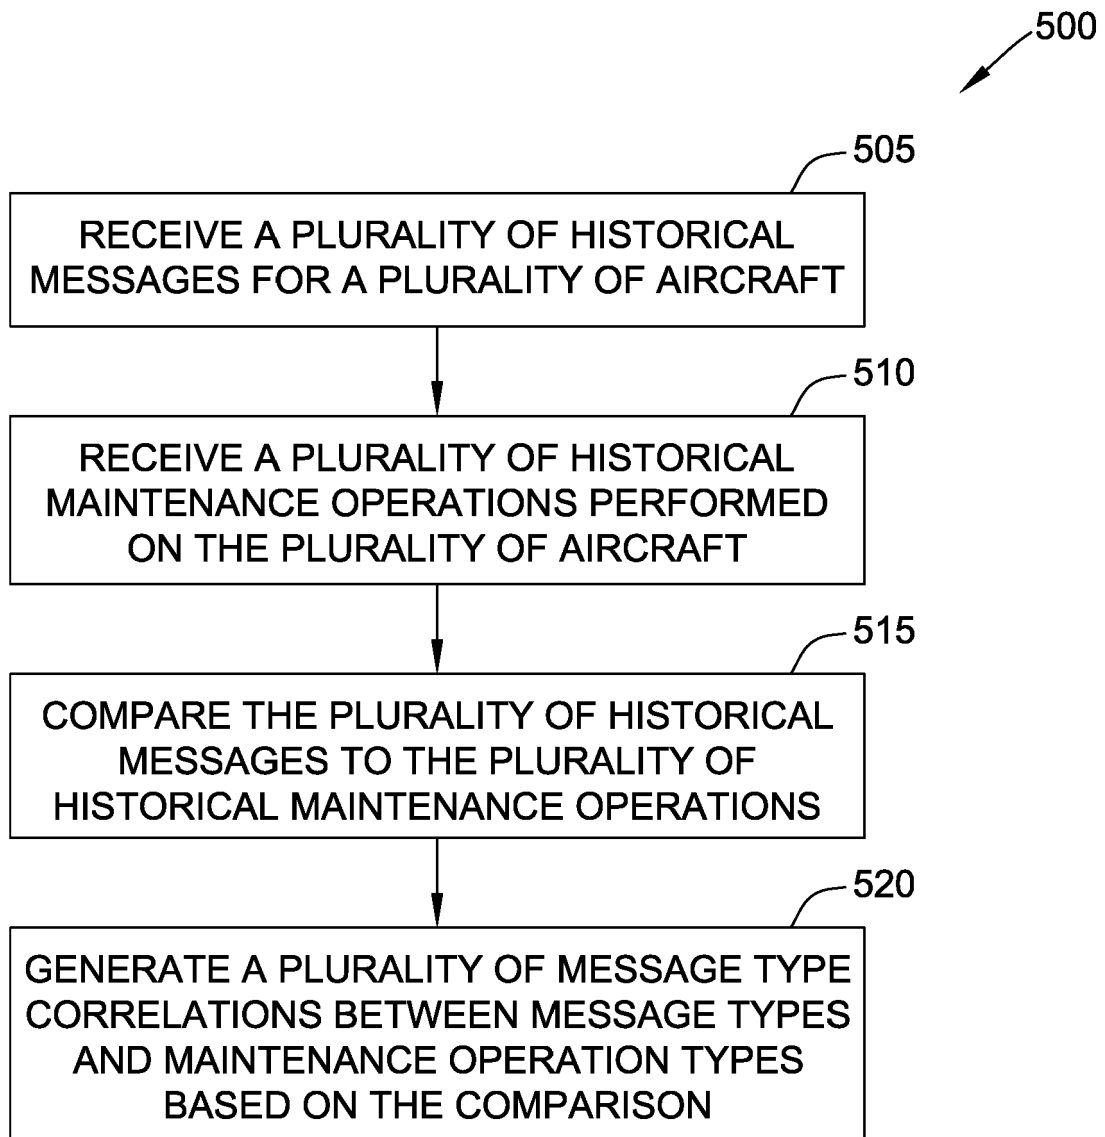 500
505
RECEIVE A PLURALITY OF HISTORICAL
MESSAGES FOR A PLURALITY OF AIRCRAFT
510
RECEIVE A PLURALITY OF HISTORICAL
MAINTENANCE OPERATIONS PERFORMED
ON THE PLURALITY OF AIRCRAFT
515
COMPARE THE PLURALITY OF HISTORICAL
MESSAGES TO THE PLURALITY OF
HISTORICAL MAINTENANCE OPERATIONS
520
GENERATE A PLURALITY OF MESSAGE TYPE
CORRELATIONS BETWEEN MESSAGE TYPES
AND MAINTENANCE OPERATION TYPES
BASED ON THE COMPARISON